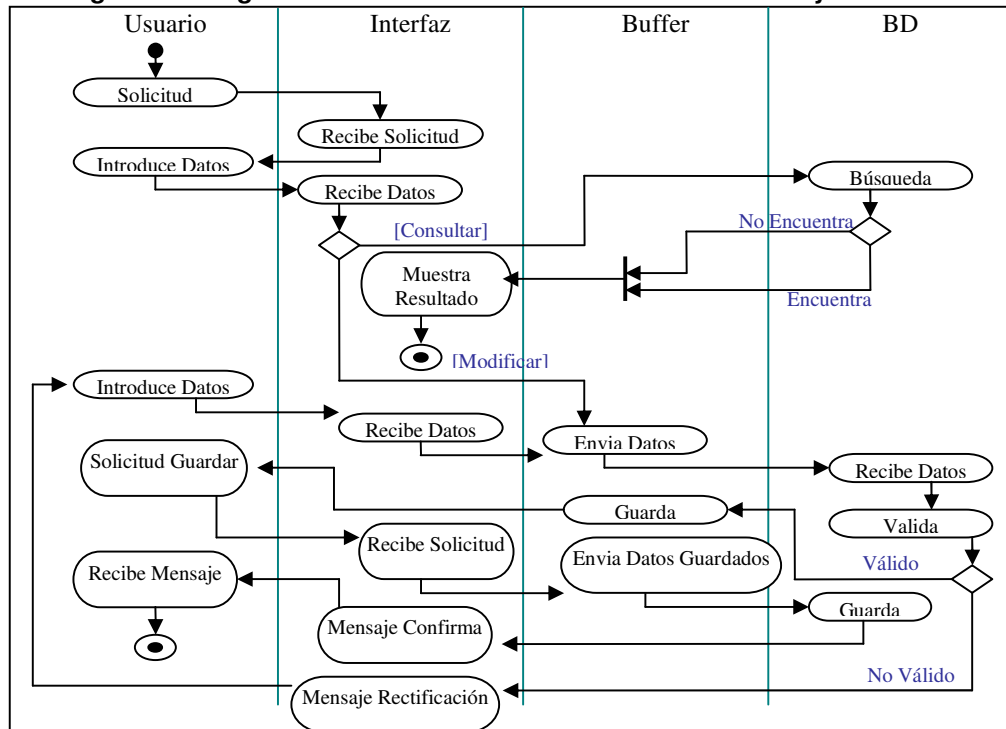 Usuario Interfaz Buffer BD
Solicitud
Recibe Solicitud
Introduce Datos
Recibe Datos
Búsqueda
[Consultar]
No Encuentra
Muestra
Resultado
Encuentra
[Modificar]
Introduce Datos
Recibe Datos
Envia Datos
Solicitud Guardar
Recibe Datos
Guarda
Valida
Recibe Solicitud
Envia Datos Guardados
Válido
Recibe Mensaje
Guarda
Mensaje Confirma
No Válido
Mensaje Rectificación